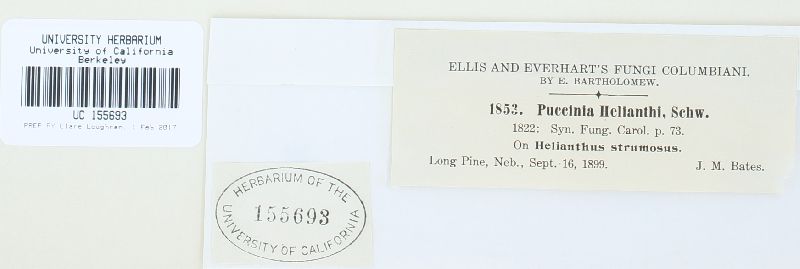 UNIVERSITY HERBARIUM
University of California
Berkeley
UC 155693
PREP BY Clare Loughran, 1 Feb 2017
ELLIS AND EVERHART'S FUNGI COLUMBIANI.
BY E. BARTHOLOMEW.
1853. Puccinia Helianthi, Schw.
1822: Syn. Fung. Carol. p. 73.
On Helianthus strumosus.
Long Pine, Neb., Sept. 16, 1899. J. M. Bates.
HERBARIUM OF THE
155693
UNIVERSITY OF CALIFORNIA